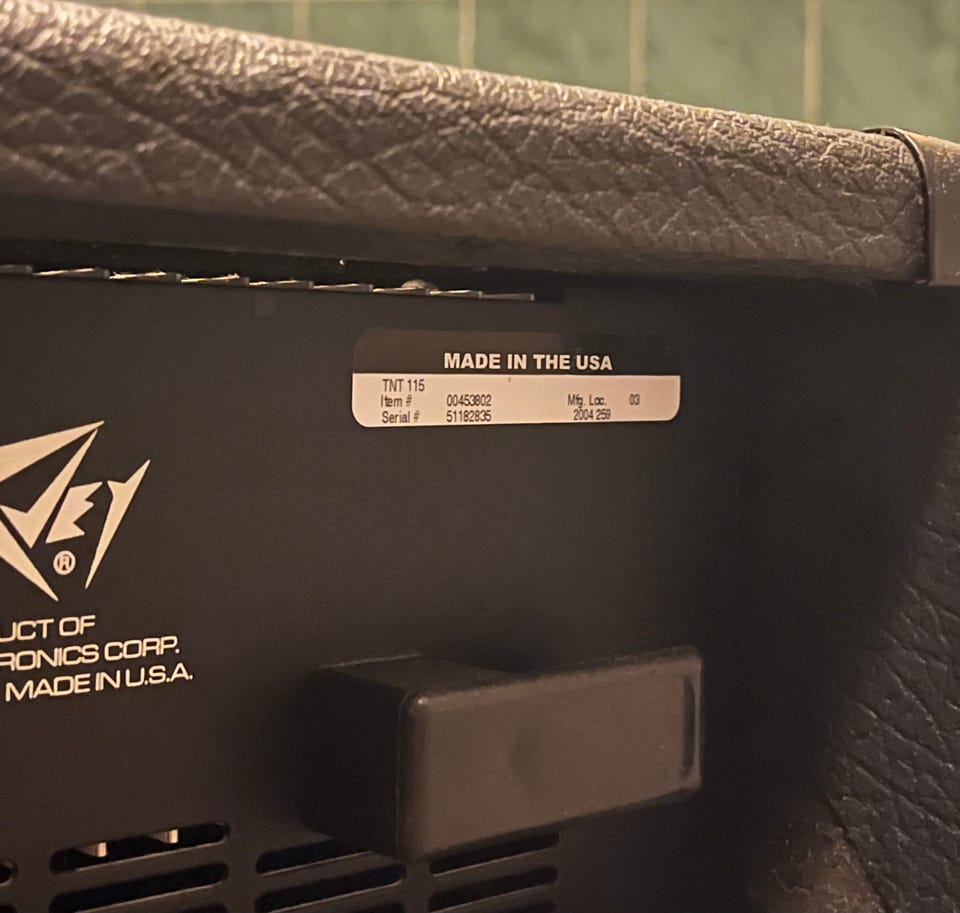 MADE IN THE USA
TNT 115
Item # 00453802 Mfg. Loc. 03
Serial # 51182835 2004 259
VEY
®
UCT OF
RONICS CORP.
MADE IN U.S.A.